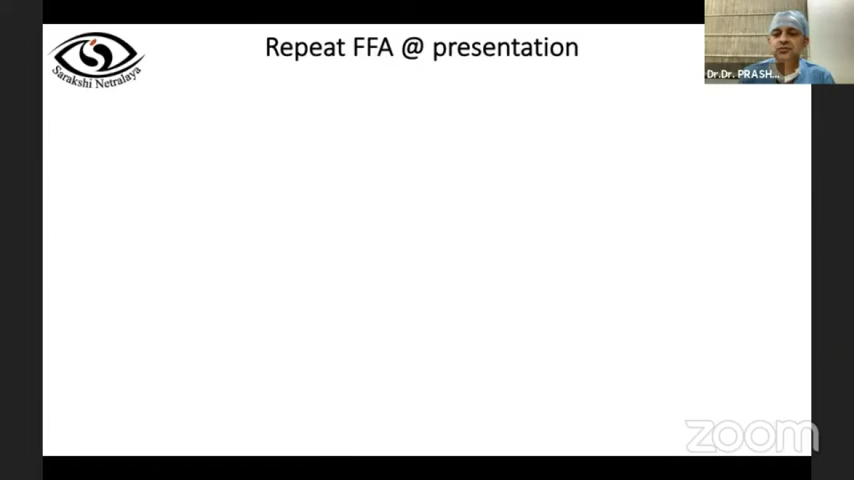 Repeat FFA @ presentation
Sarakshi Netralaya
Dr.Dr. PRASH...
zoom